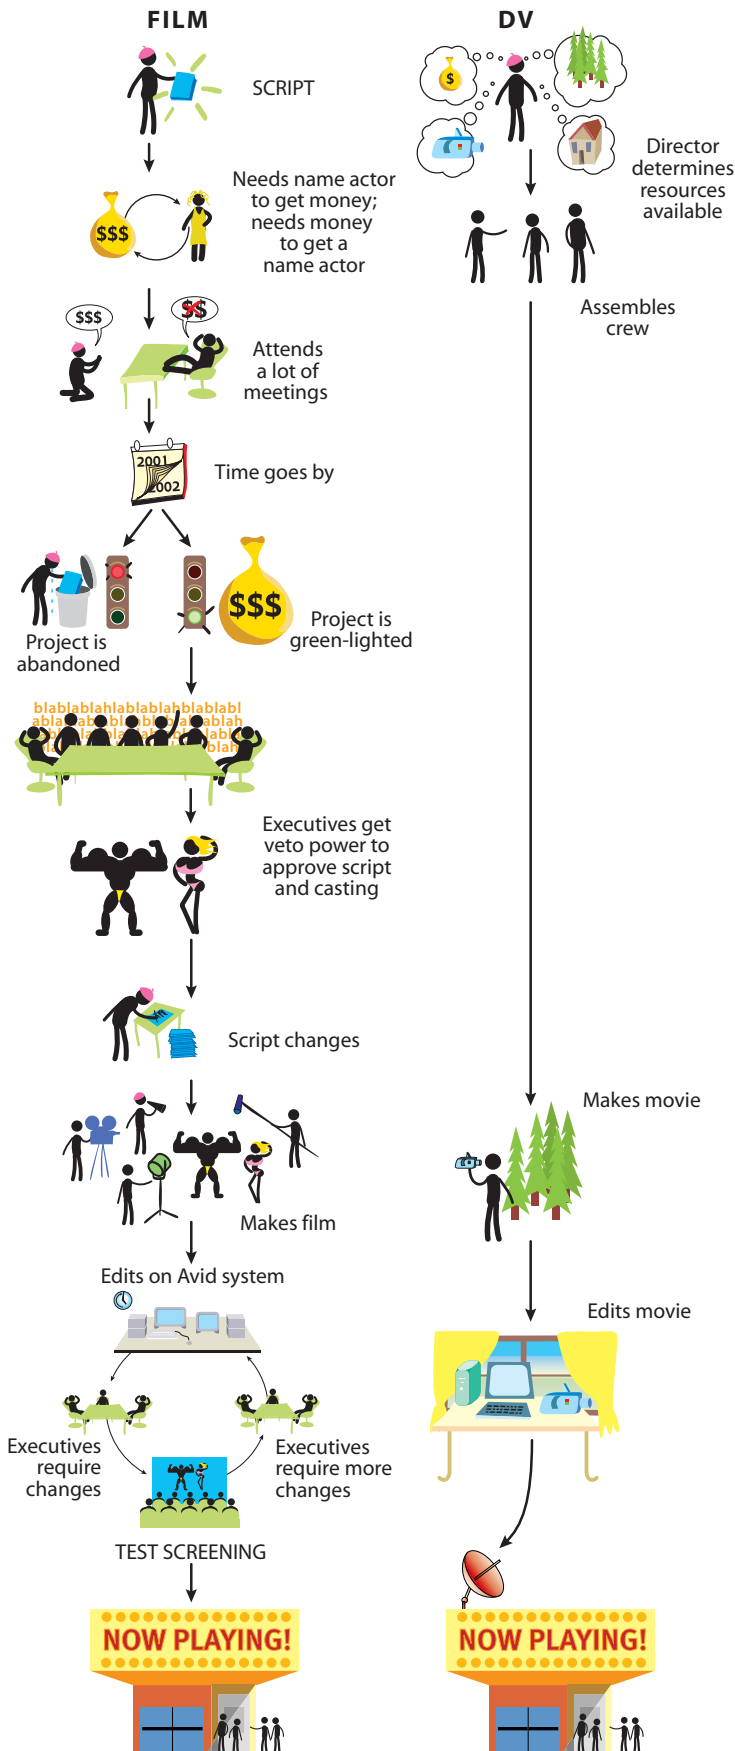 FILM
SCRIPT
Needs name actor
to get money;
needs money
to get a
name actor
$$$
$$$
$$
Attends
a lot of
meetings
2001
2002
Time goes by
Project is
abandoned
$$$
Project is
green-lighted
blablablahlablablahblablabl
Executives get
veto power to
approve script
and casting
Script changes
Makes film
Edits on Avid system
Executives
require
changes
Executives
require more
changes
TEST SCREENING
NOW PLAYING!
DV
$
Director
determines
resources
available
Assembles
crew
Makes movie
Edits movie
NOW PLAYING!